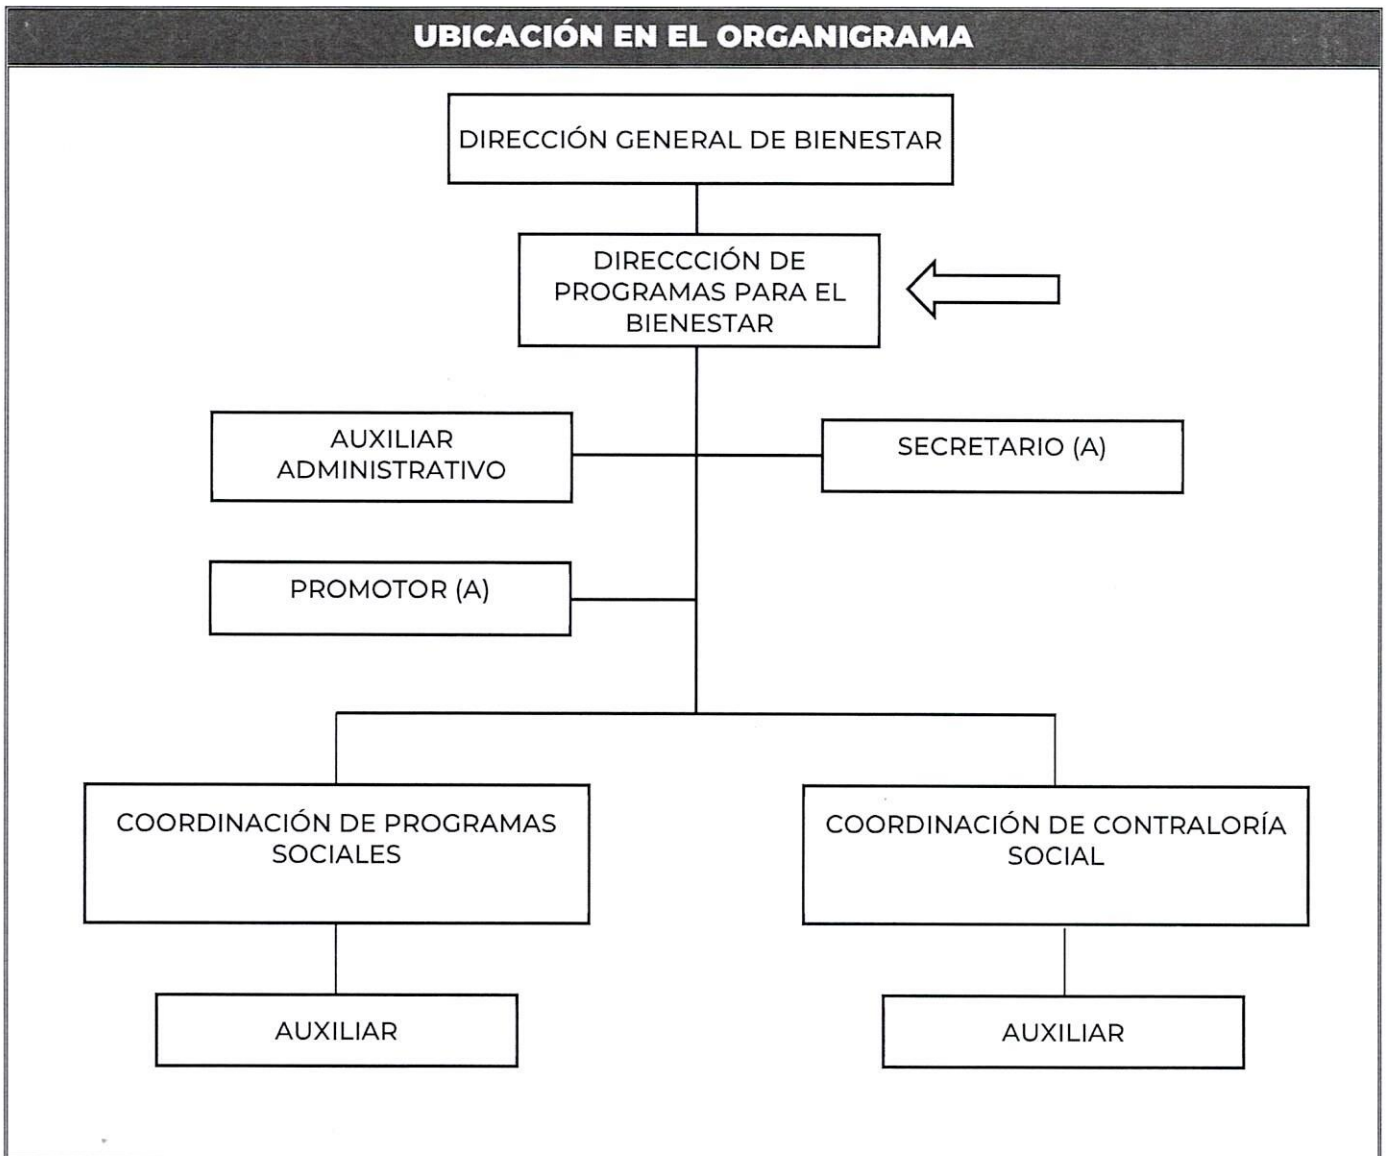 UBICACIÓN EN EL ORGANIGRAMA
DIRECCIÓN GENERAL DE BIENESTAR
DIRECCCIÓN DE
PROGRAMAS PARA EL
BIENESTAR
AUXILIAR
ADMINISTRATIVO
SECRETARIO (A)
PROMOTOR (A)
COORDINACIÓN DE PROGRAMAS
SOCIALES
COORDINACIÓN DE CONTRALORÍA
SOCIAL
AUXILIAR
AUXILIAR